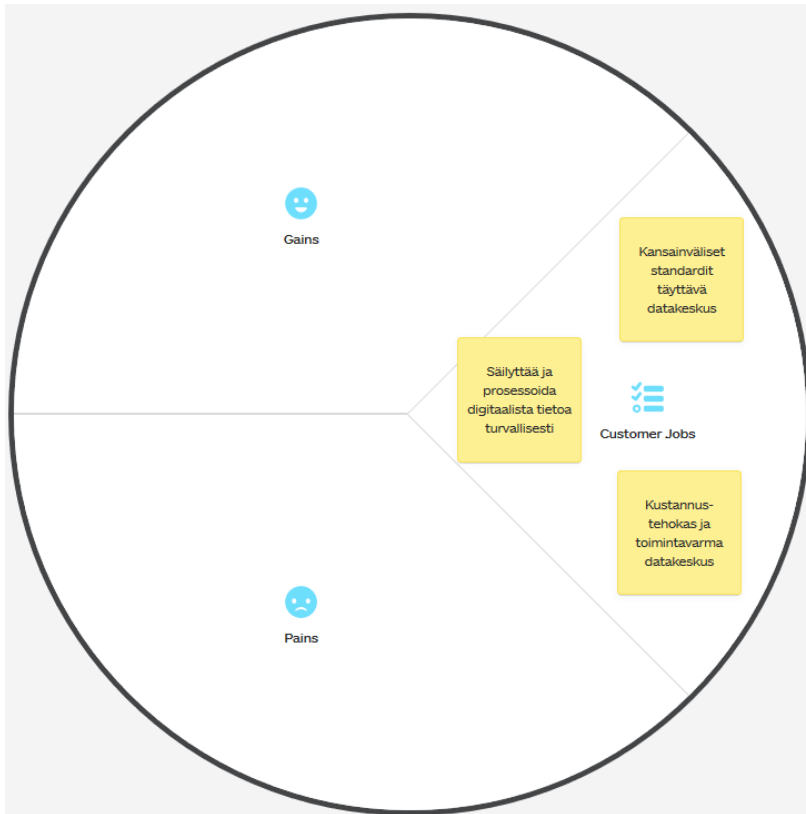 Gains
Kansainväliset
standardit
täyttävä
datakeskus
Säilyttää ja
prosessoida
digitaalista tietoa
turvallisesti
Customer Jobs
Kustannus-
tehokas ja
toimintavarma
datakeskus
Pains